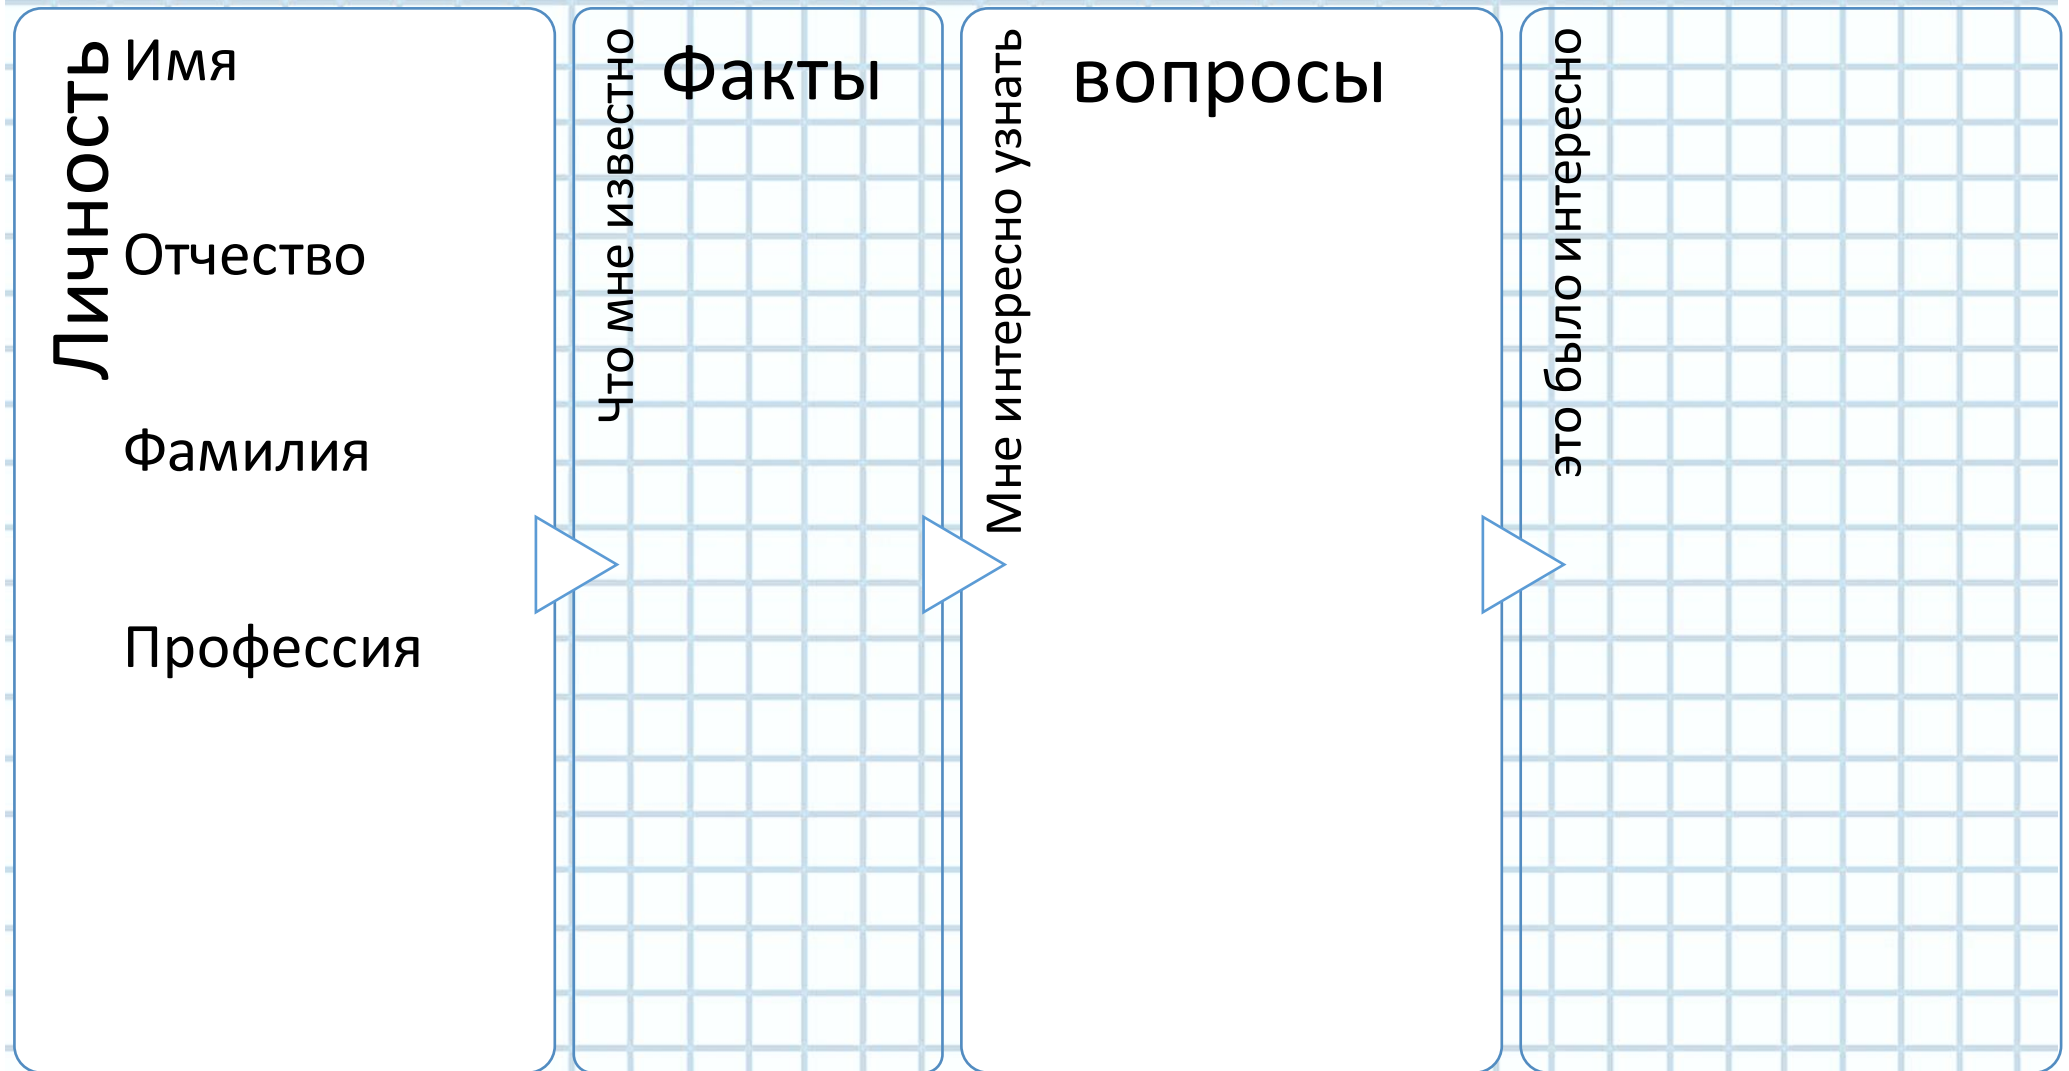 Личность
Имя
Отчество
Фамилия
Профессия
Что мне известно
Факты
Мне интересно узнать
вопросы
это было интересно